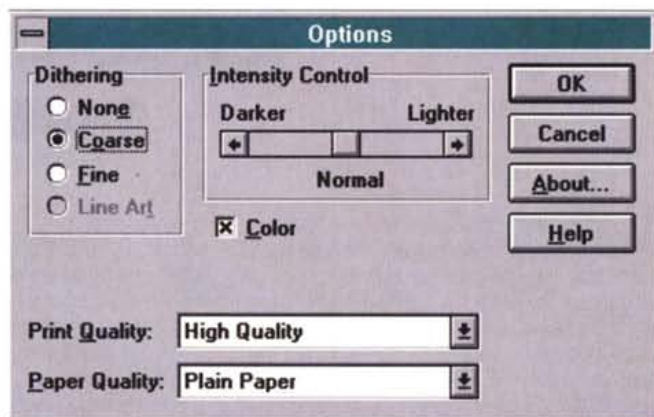 Options
Dithering
None
Coarse
Fine
Line Art
Intensity Control
Darker Lighter
Normal
Color
OK
Cancel
About...
Help
Print Quality: High Quality
Paper Quality: Plain Paper